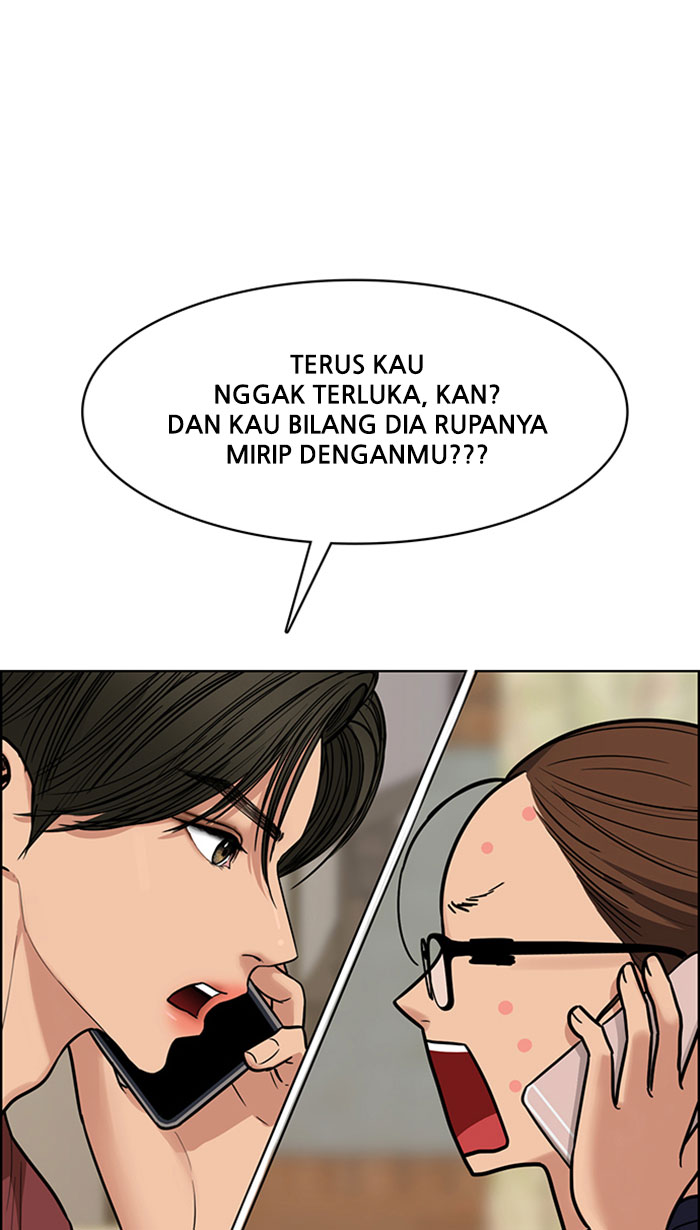 TERUS KAU
NGGAK TERLUKA, KAN?
DAN KAU BILANG DIA RUPANYA
MIRIP DENGANMU???